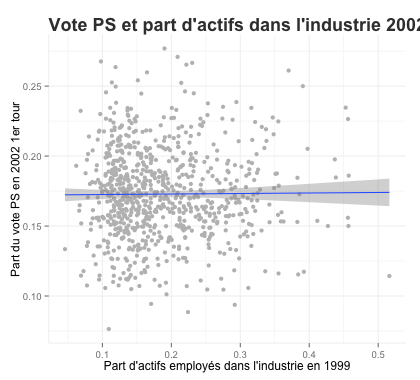 Vote PS et part d'actifs dans l'industrie 2002
Part du vote PS en 2002 1er tour
0.25
0.20
0.15
0.10
0.1 0.2 0.3 0.4 0.5
Part d'actifs employés dans l'industrie en 1999